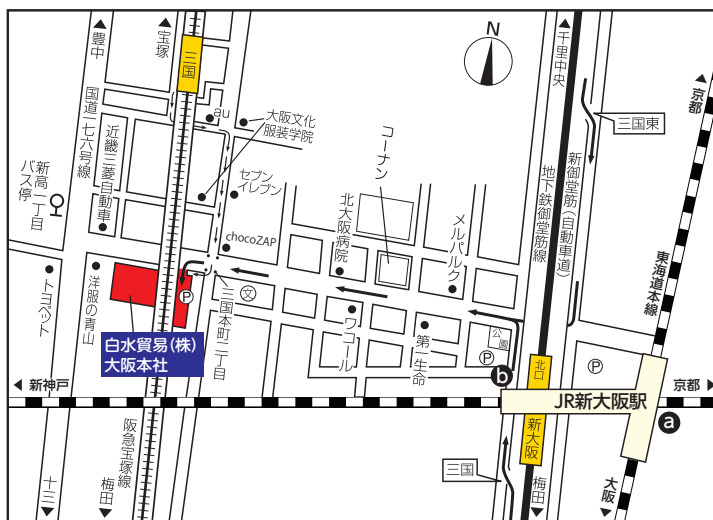 豊中
宝塚
三国
N
千里中央
京都
国道一七六号線
au
大阪文化
服装学院
コーナン
三国東
近畿三菱自動車
新高一丁目
バス停
セブン
イレブン
北大阪病院
メルパルク
地下鉄御堂筋線
新御堂筋(自動車道)
chocoZAP
東海道本線
トヨペット
洋服の青山
P
文
三国本町二丁目
ワコール
第一生命
公園
P
P
白水貿易(株)
大阪本社
b
北口
新神戸
JR新大阪駅
京都
a
新大阪
阪急宝塚線
三国
十三
梅田
梅田
大阪